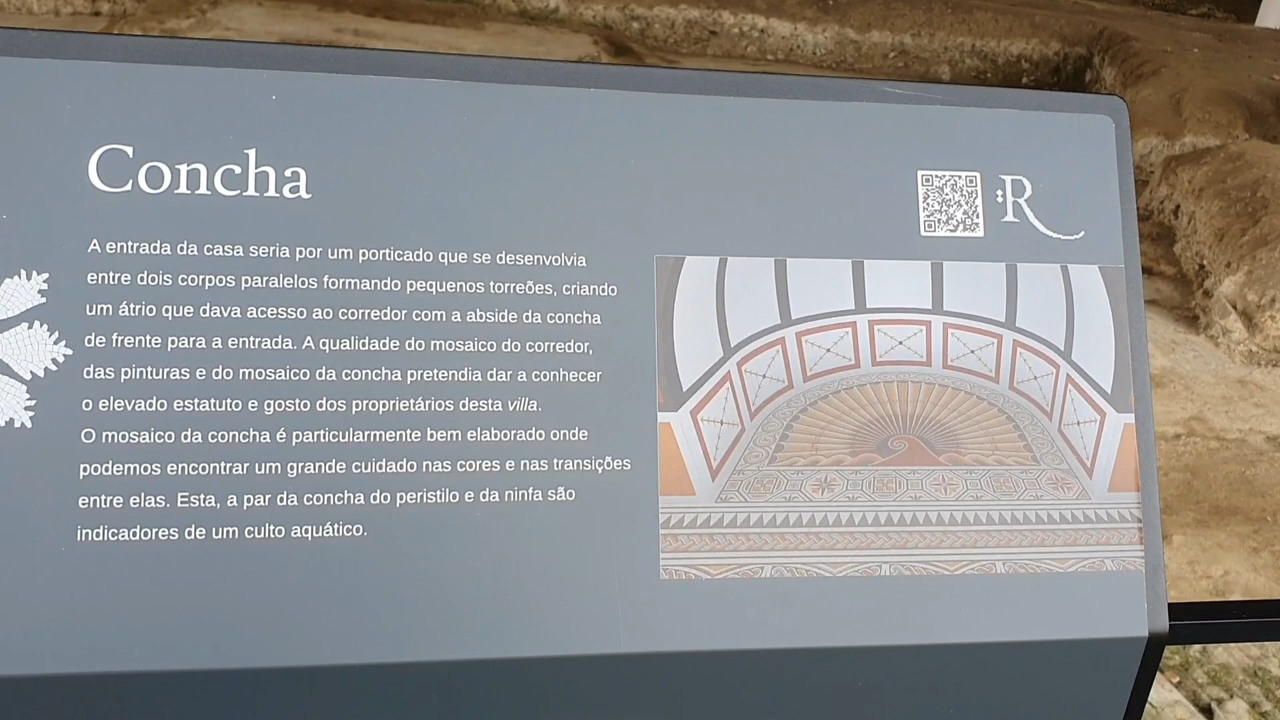 Concha
R
A entrada da casa seria por um porticado que se desenvolvia
entre dois corpos paralelos formando pequenos torreões, criando
um átrio que dava acesso ao corredor com a abside da concha
de frente para a entrada. A qualidade do mosaico do corredor,
das pinturas e do mosaico da concha pretendia dar a conhecer
o elevado estatuto e gosto dos proprietários desta villa.
O mosaico da concha é particularmente bem elaborado onde
podemos encontrar um grande cuidado nas cores e nas transições
entre elas. Esta, a par da concha do peristilo e da ninfa são
indicadores de um culto aquático.